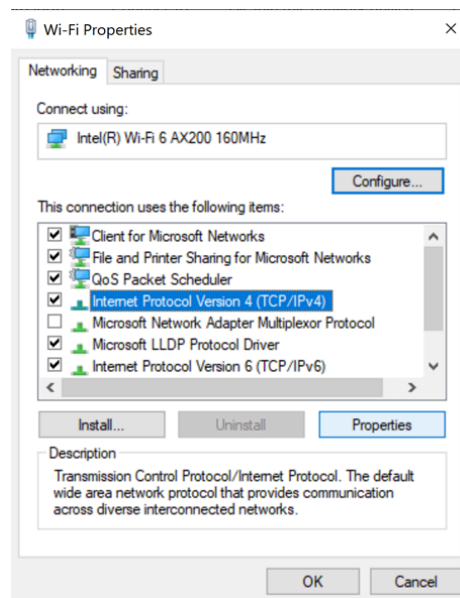 Wi-Fi Properties
Networking
Sharing
Connect using:
Intel(R) Wi-Fi 6 AX200 160MHz
Configure...
This connection uses the following items:
Client for Microsoft Networks
File and Printer Sharing for Microsoft Networks
QoS Packet Scheduler
Internet Protocol Version 4 (TCP/IPv4)
Microsoft Network Adapter Multiplexor Protocol
Microsoft LLDP Protocol Driver
Internet Protocol Version 6 (TCP/IPv6)
Install...
Uninstall
Properties
Description
Transmission Control Protocol/Internet Protocol. The default
wide area network protocol that provides communication
across diverse interconnected networks.
OK
Cancel